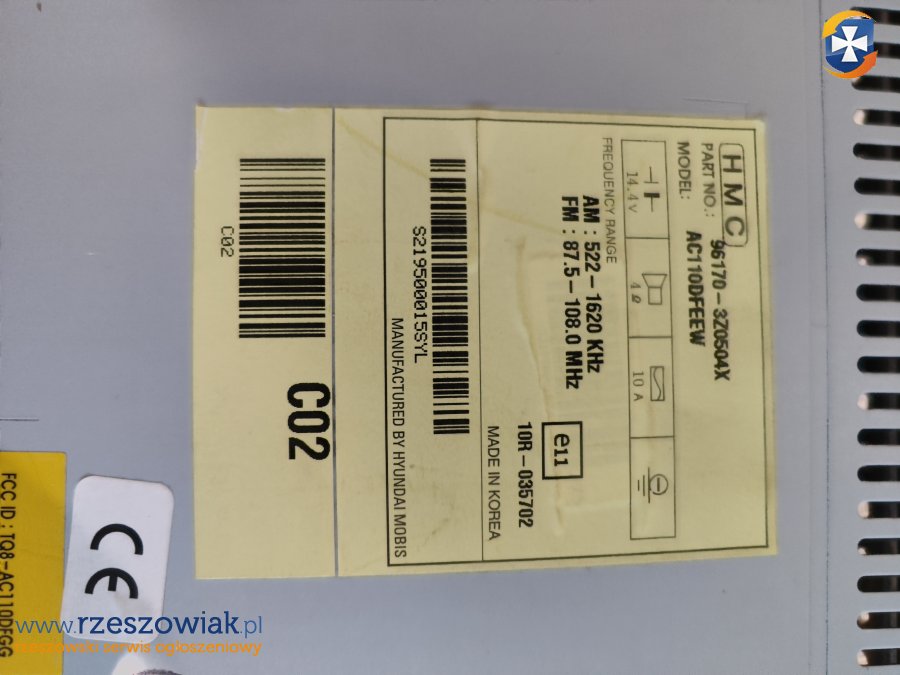 HMC
PART NO.: 96170-3Z0504X
MODEL: AC110DFEEW
14.4V 4Ω 10 A
FREQUENCY RANGE
AM : 522-1620 KHz
FM : 87.5-108.0 MHz
e11
10R-035702
MADE IN KOREA
S219500015SYL
MANUFACTURED BY HYUNDAI MOBIS
C02
C02
CE
FCC ID : TQ8-AC110DFGG
www.rzeszowiak.pl
rzeszowski serwis ogłoszeniowy